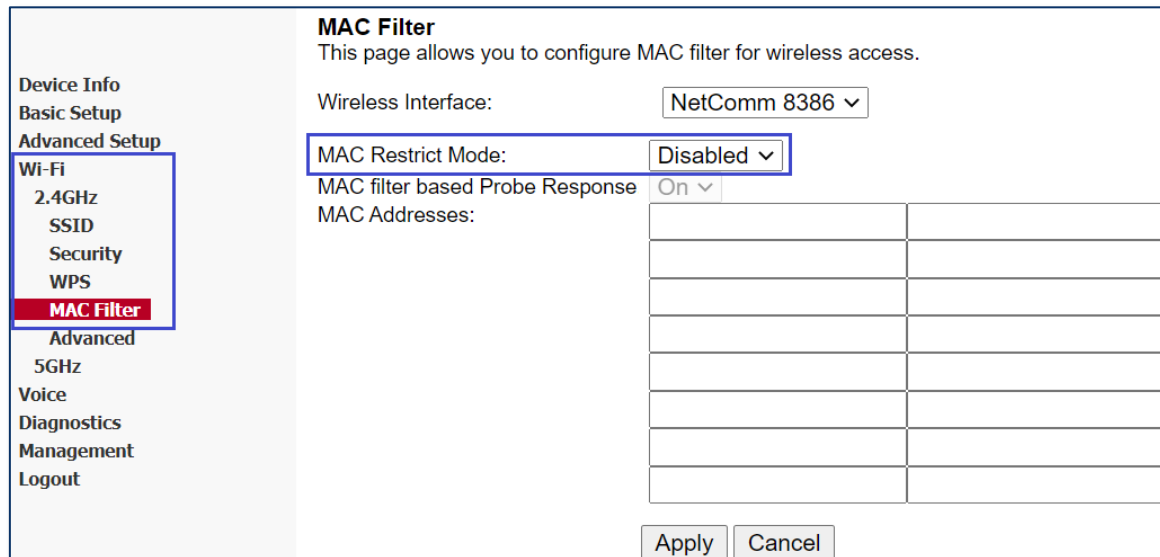 MAC Filter
This page allows you to configure MAC filter for wireless access.
Device Info
Basic Setup
Advanced Setup
Wi-Fi
2.4GHz
SSID
Security
WPS
MAC Filter
Advanced
5GHz
Voice
Diagnostics
Management
Logout
Wireless Interface: NetComm 8386
MAC Restrict Mode: Disabled
MAC filter based Probe Response On
MAC Addresses:
Apply Cancel